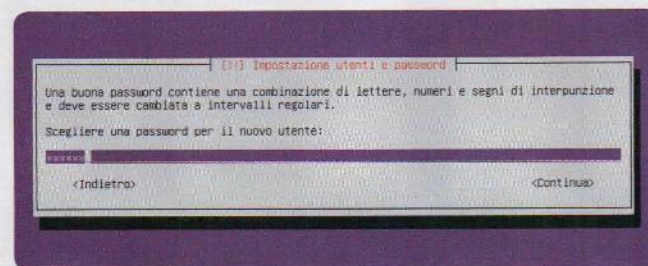 [!!] Impostazione utenti e password
Una buona password contiene una combinazione di lettere, numeri e segni di interpunzione
e deve essere cambiata a intervalli regolari.
Scegliere una password per il nuovo utente:
<Indietro>
<Continua>